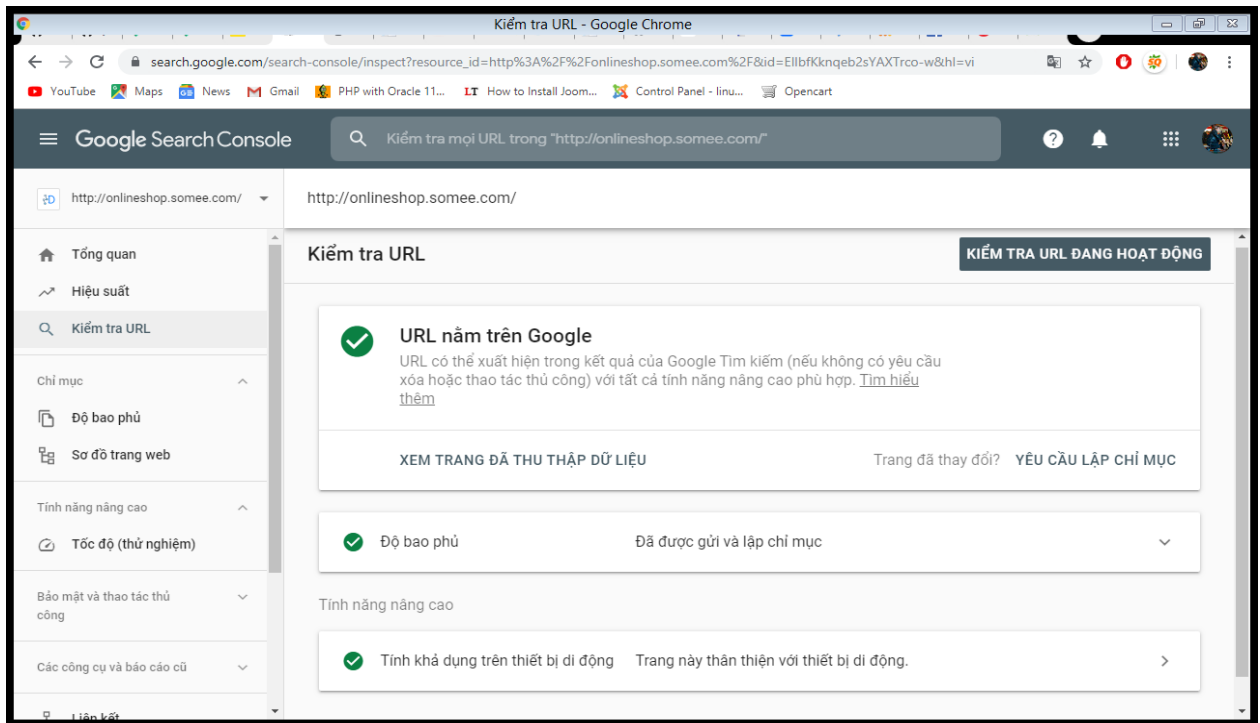 Kiểm tra URL - Google Chrome
search.google.com/search-console/inspect?resource_id=http%3A%2F%2Fonlineshop.somee.com%2F&id=EIlbfKknqeb2sYAXTrco-w&hl=vi
YouTube Maps News Gmail PHP with Oracle 11... LT How to Install Joom... Control Panel - linu... Opencart
Google Search Console
Kiểm tra mọi URL trong "http://onlineshop.somee.com/"
http://onlineshop.somee.com/
http://onlineshop.somee.com/
Tổng quan
Hiệu suất
Kiểm tra URL
Chỉ mục
Độ bao phủ
Sơ đồ trang web
Tính năng nâng cao
Tốc độ (thử nghiệm)
Bảo mật và thao tác thủ
công
Các công cụ và báo cáo cũ
Liên kết
Kiểm tra URL
KIỂM TRA URL ĐANG HOẠT ĐỘNG
URL nằm trên Google
URL có thể xuất hiện trong kết quả của Google Tìm kiếm (nếu không có yêu cầu
xóa hoặc thao tác thủ công) với tất cả tính năng nâng cao phù hợp. Tìm hiểu
thêm
XEM TRANG ĐÃ THU THẬP DỮ LIỆU
Trang đã thay đổi? YÊU CẦU LẬP CHỈ MỤC
Độ bao phủ Đã được gửi và lập chỉ mục
Tính năng nâng cao
Tính khả dụng trên thiết bị di động Trang này thân thiện với thiết bị di động.